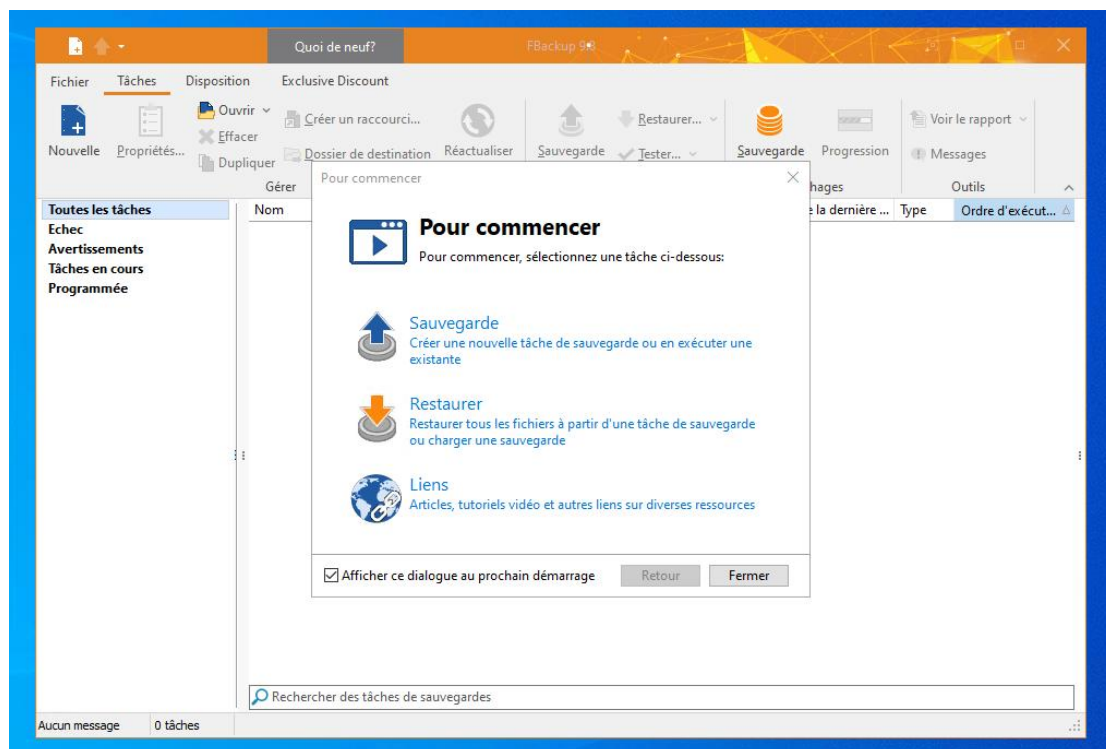 Quoi de neuf?
FBackup 9.8
Fichier
Tâches
Disposition
Exclusive Discount
Nouvelle
Propriétés...
Ouvrir
Effacer
Dupliquer
Créer un raccourci...
Dossier de destination
Réactualiser
Sauvegarde
Restaurer...
Tester...
Sauvegarde
Progression
Voir le rapport
Messages
Gérer
hages
Outils
Toutes les tâches
Echec
Avertissements
Tâches en cours
Programmée
Nom
la dernière ...
Type
Ordre d'exécut...
Pour commencer
Pour commencer
Pour commencer, sélectionnez une tâche ci-dessous:
Sauvegarde
Créer une nouvelle tâche de sauvegarde ou en exécuter une
existante
Restaurer
Restaurer tous les fichiers à partir d'une tâche de sauvegarde
ou charger une sauvegarde
Liens
Articles, tutoriels vidéo et autres liens sur diverses ressources
Afficher ce dialogue au prochain démarrage
Retour
Fermer
Rechercher des tâches de sauvegardes
Aucun message
0 tâches